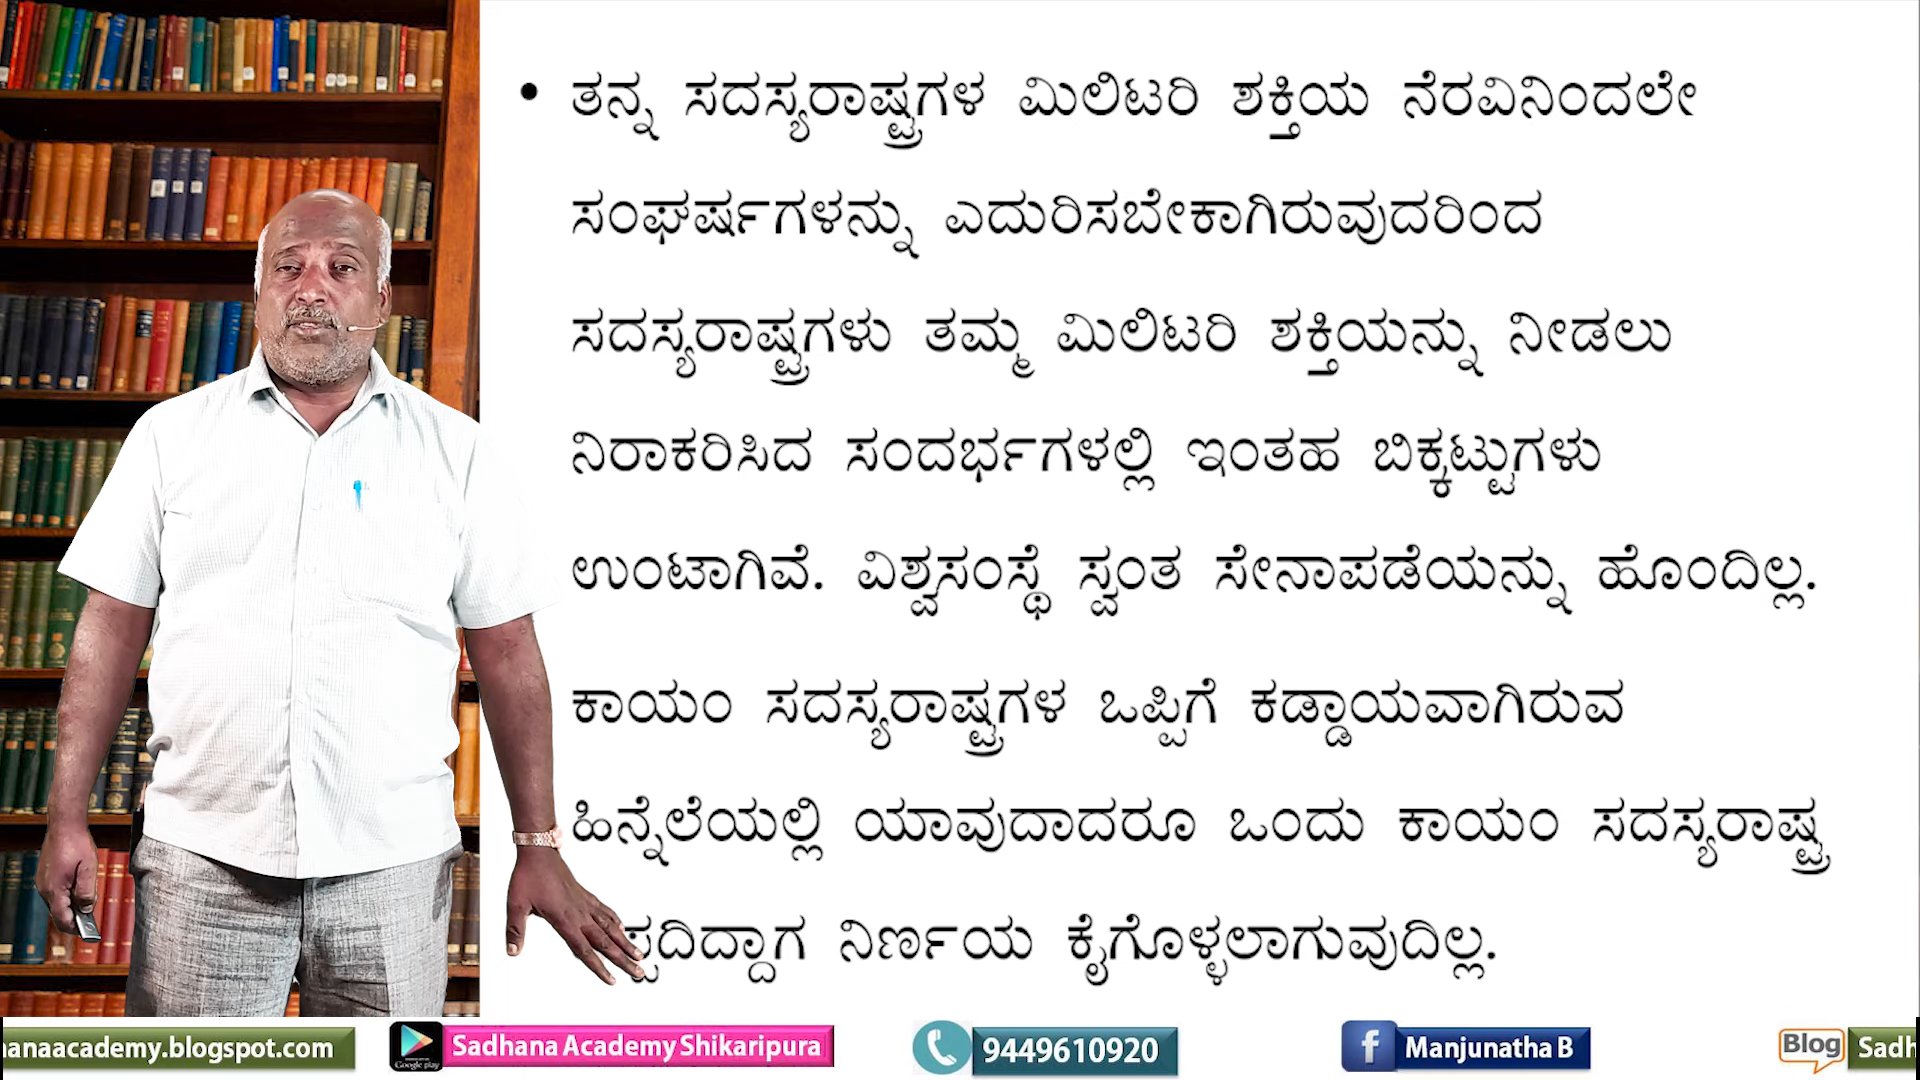 • ತನ್ನ ಸದಸ್ಯರಾಷ್ಟ್ರಗಳ ಮಿಲಿಟರಿ ಶಕ್ತಿಯ ನೆರವಿನಿಂದಲೇ
ಸಂಘರ್ಷಗಳನ್ನು ಎದುರಿಸಬೇಕಾಗಿರುವುದರಿಂದ
ಸದಸ್ಯರಾಷ್ಟ್ರಗಳು ತಮ್ಮ ಮಿಲಿಟರಿ ಶಕ್ತಿಯನ್ನು ನೀಡಲು
ನಿರಾಕರಿಸಿದ ಸಂದರ್ಭಗಳಲ್ಲಿ ಇಂತಹ ಬಿಕ್ಕಟ್ಟುಗಳು
ಉಂಟಾಗಿವೆ. ವಿಶ್ವಸಂಸ್ಥೆ ಸ್ವಂತ ಸೇನಾಪಡೆಯನ್ನು ಹೊಂದಿಲ್ಲ.
ಕಾಯಂ ಸದಸ್ಯರಾಷ್ಟ್ರಗಳ ಒಪ್ಪಿಗೆ ಕಡ್ಡಾಯವಾಗಿರುವ
ಹಿನ್ನೆಲೆಯಲ್ಲಿ ಯಾವುದಾದರೂ ಒಂದು ಕಾಯಂ ಸದಸ್ಯರಾಷ್ಟ್ರ
ನಿರ್ಣಯ ಕೈಗೊಳ್ಳಲಾಗುವುದಿಲ್ಲ.
anaacademy.blogspot.com Google play Sadhana Academy Shikaripura 9449610920 Manjunatha B Blog Sadh